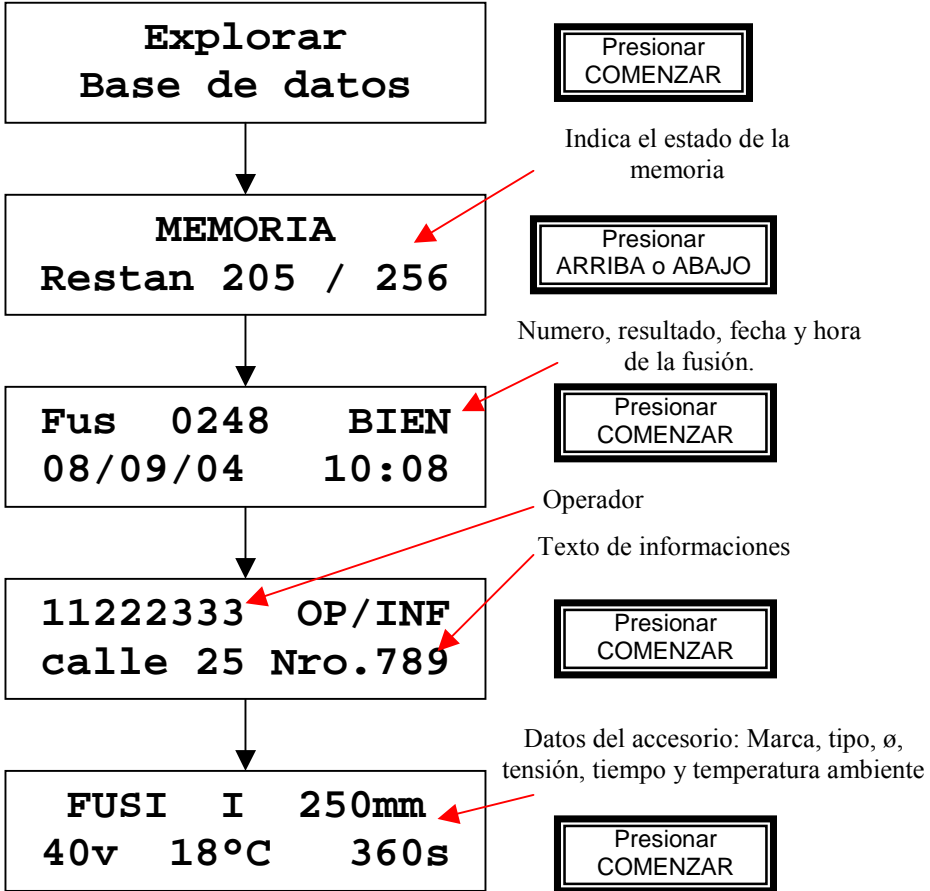 Explorar
Base de datos
Presionar
COMENZAR
Indica el estado de la
memoria
MEMORIA
Restan 205 / 256
Presionar
ARRIBA o ABAJO
Numero, resultado, fecha y hora
de la fusión.
Fus 0248 BIEN
08/09/04 10:08
Presionar
COMENZAR
Operador
Texto de informaciones
11222333 OP/INF
calle 25 Nro.789
Presionar
COMENZAR
Datos del accesorio: Marca, tipo, ø,
tensión, tiempo y temperatura ambiente
FUSI I 250mm
40v 18ºC 360s
Presionar
COMENZAR